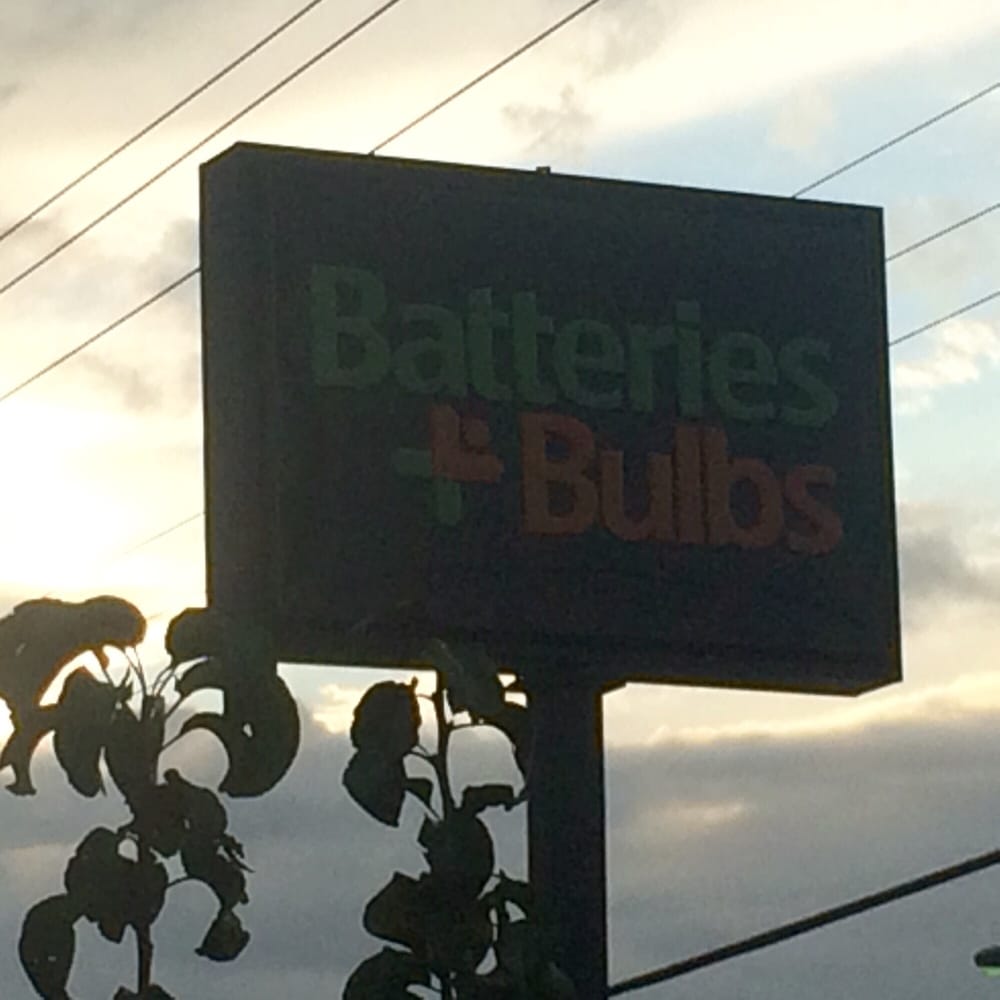 Batteries
+ Bulbs